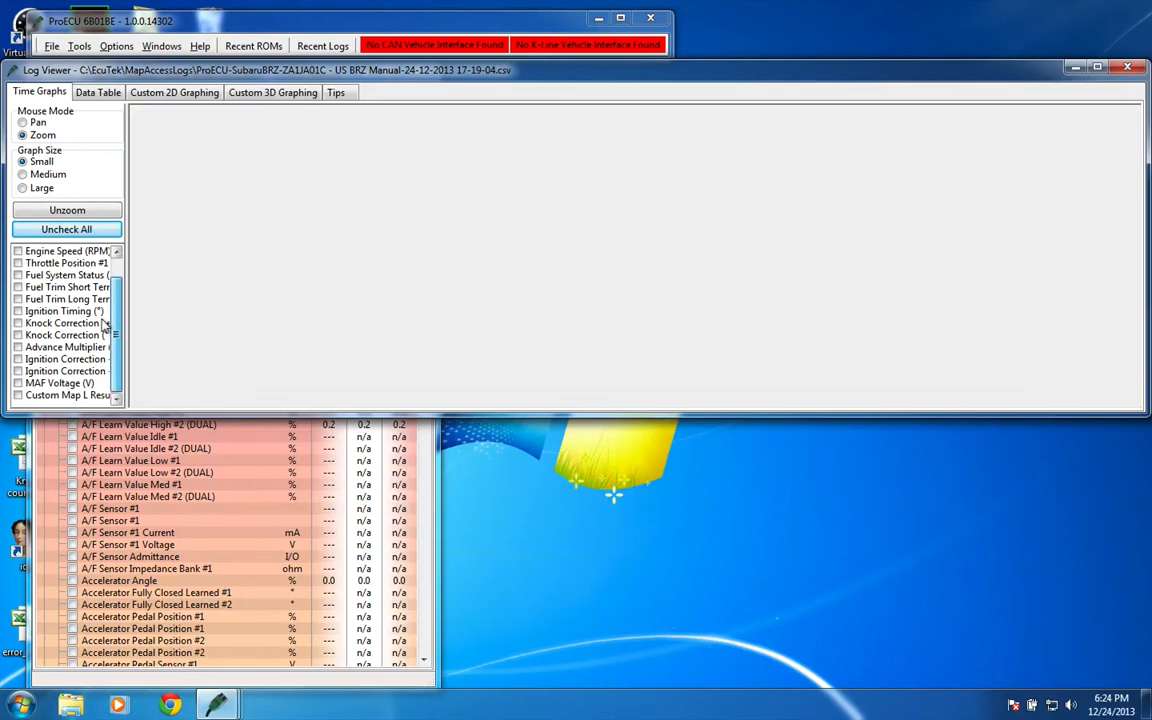 ProECU 6B01BE - 1.0.0.14302
File Tools Options Windows Help Recent ROMs Recent Logs No CAN Vehicle Interface Found No K-Line Vehicle Interface Found
Log Viewer - C:\EcuTek\MapAccessLogs\ProECU-SubaruBRZ-ZA1JA01C - US BRZ Manual-24-12-2013 17-19-04.csv
Time Graphs Data Table Custom 2D Graphing Custom 3D Graphing Tips
Mouse Mode
Pan
Zoom
Graph Size
Small
Medium
Large
Unzoom
Uncheck All
Engine Speed (RPM)
Throttle Position #1
Fuel System Status (
Fuel Trim Short Term
Fuel Trim Long Term
Ignition Timing (°)
Knock Correction
Knock Correction (°
Advance Multiplier (
Ignition Correction -
Ignition Correction -
MAF Voltage (V)
Custom Map L Resu
A/F Learn Value High #2 (DUAL) % 0.2 0.2 0.2
A/F Learn Value Idle #1 % --- n/a n/a
A/F Learn Value Idle #2 (DUAL) % --- n/a n/a
A/F Learn Value Low #1 % --- n/a n/a
A/F Learn Value Low #2 (DUAL) % --- n/a n/a
A/F Learn Value Med #1 % --- n/a n/a
A/F Learn Value Med #2 (DUAL) % --- n/a n/a
A/F Sensor #1 --- n/a n/a
A/F Sensor #1 --- n/a n/a
A/F Sensor #1 Current mA --- n/a n/a
A/F Sensor #1 Voltage V --- n/a n/a
A/F Sensor Admittance I/O --- n/a n/a
A/F Sensor Impedance Bank #1 ohm --- n/a n/a
Accelerator Angle % 0.0 0.0 0.0
Accelerator Fully Closed Learned #1 ° --- n/a n/a
Accelerator Fully Closed Learned #2 ° --- n/a n/a
Accelerator Pedal Position #1 % --- n/a n/a
Accelerator Pedal Position #1 % --- n/a n/a
Accelerator Pedal Position #2 % --- n/a n/a
Accelerator Pedal Position #2 % --- n/a n/a
Accelerator Pedal Sensor #1 V --- n/a n/a
6:24 PM
12/24/2013